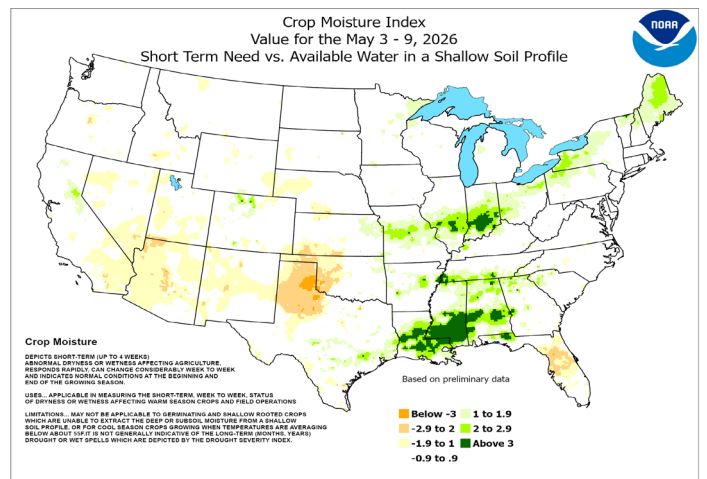 Crop Moisture Index
Value for the May 3 - 9, 2026
Short Term Need vs. Available Water in a Shallow Soil Profile
NOAA
Crop Moisture
DEPICTS SHORT-TERM (UP TO 4 WEEKS)
ABNORMAL DRYNESS OR WETNESS AFFECTING AGRICULTURE,
RESPONDS RAPIDLY, CAN CHANGE CONSIDERABLY WEEK TO WEEK
AND INDICATES NORMAL CONDITIONS AT THE BEGINNING AND
END OF THE GROWING SEASON.
USES... APPLICABLE IN MEASURING THE SHORT-TERM, WEEK TO WEEK, STATUS
OF DRYNESS OR WETNESS AFFECTING WARM SEASON CROPS AND FIELD OPERATIONS
LIMITATIONS... MAY NOT BE APPLICABLE TO GERMINATING AND SHALLOW ROOTED CROPS
WHICH ARE UNABLE TO EXTRACT THE DEEP OR SUBSOIL MOISTURE FROM A SHALLOW
SOIL PROFILE, OR FOR COOL SEASON CROPS GROWING WHEN TEMPERATURES ARE AVERAGING
BELOW ABOUT 55F.IT IS NOT GENERALLY INDICATIVE OF THE LONG-TERM (MONTHS, YEARS)
DROUGHT OR WET SPELLS WHICH ARE DEPICTED BY THE DROUGHT SEVERITY INDEX.
Based on preliminary data
Below -3
-2.9 to 2
-1.9 to 1
-0.9 to .9
1 to 1.9
2 to 2.9
Above 3